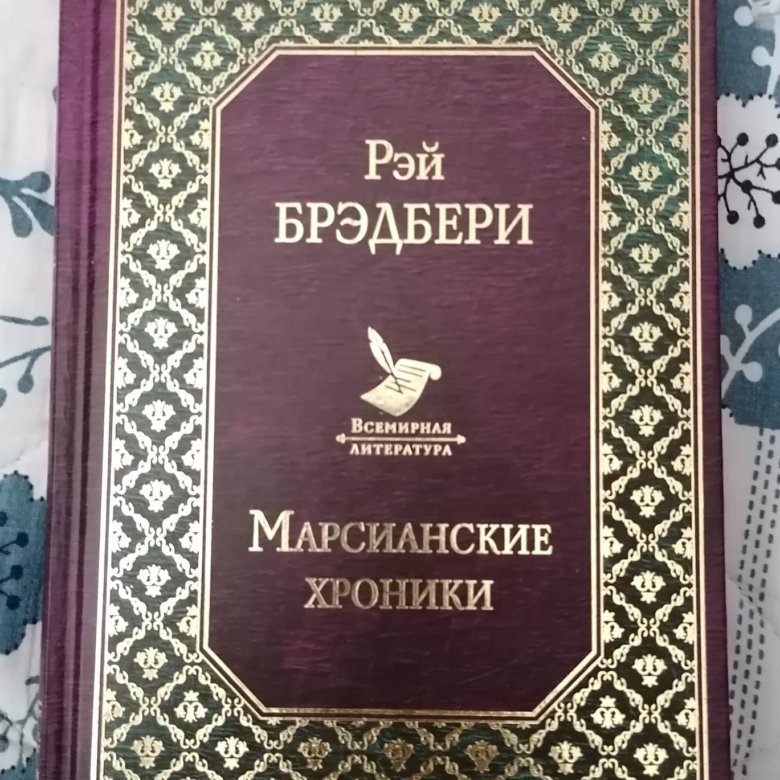 Рэй
БРЭДБЕРИ
Всемирная
литература
Марсианские
хроники